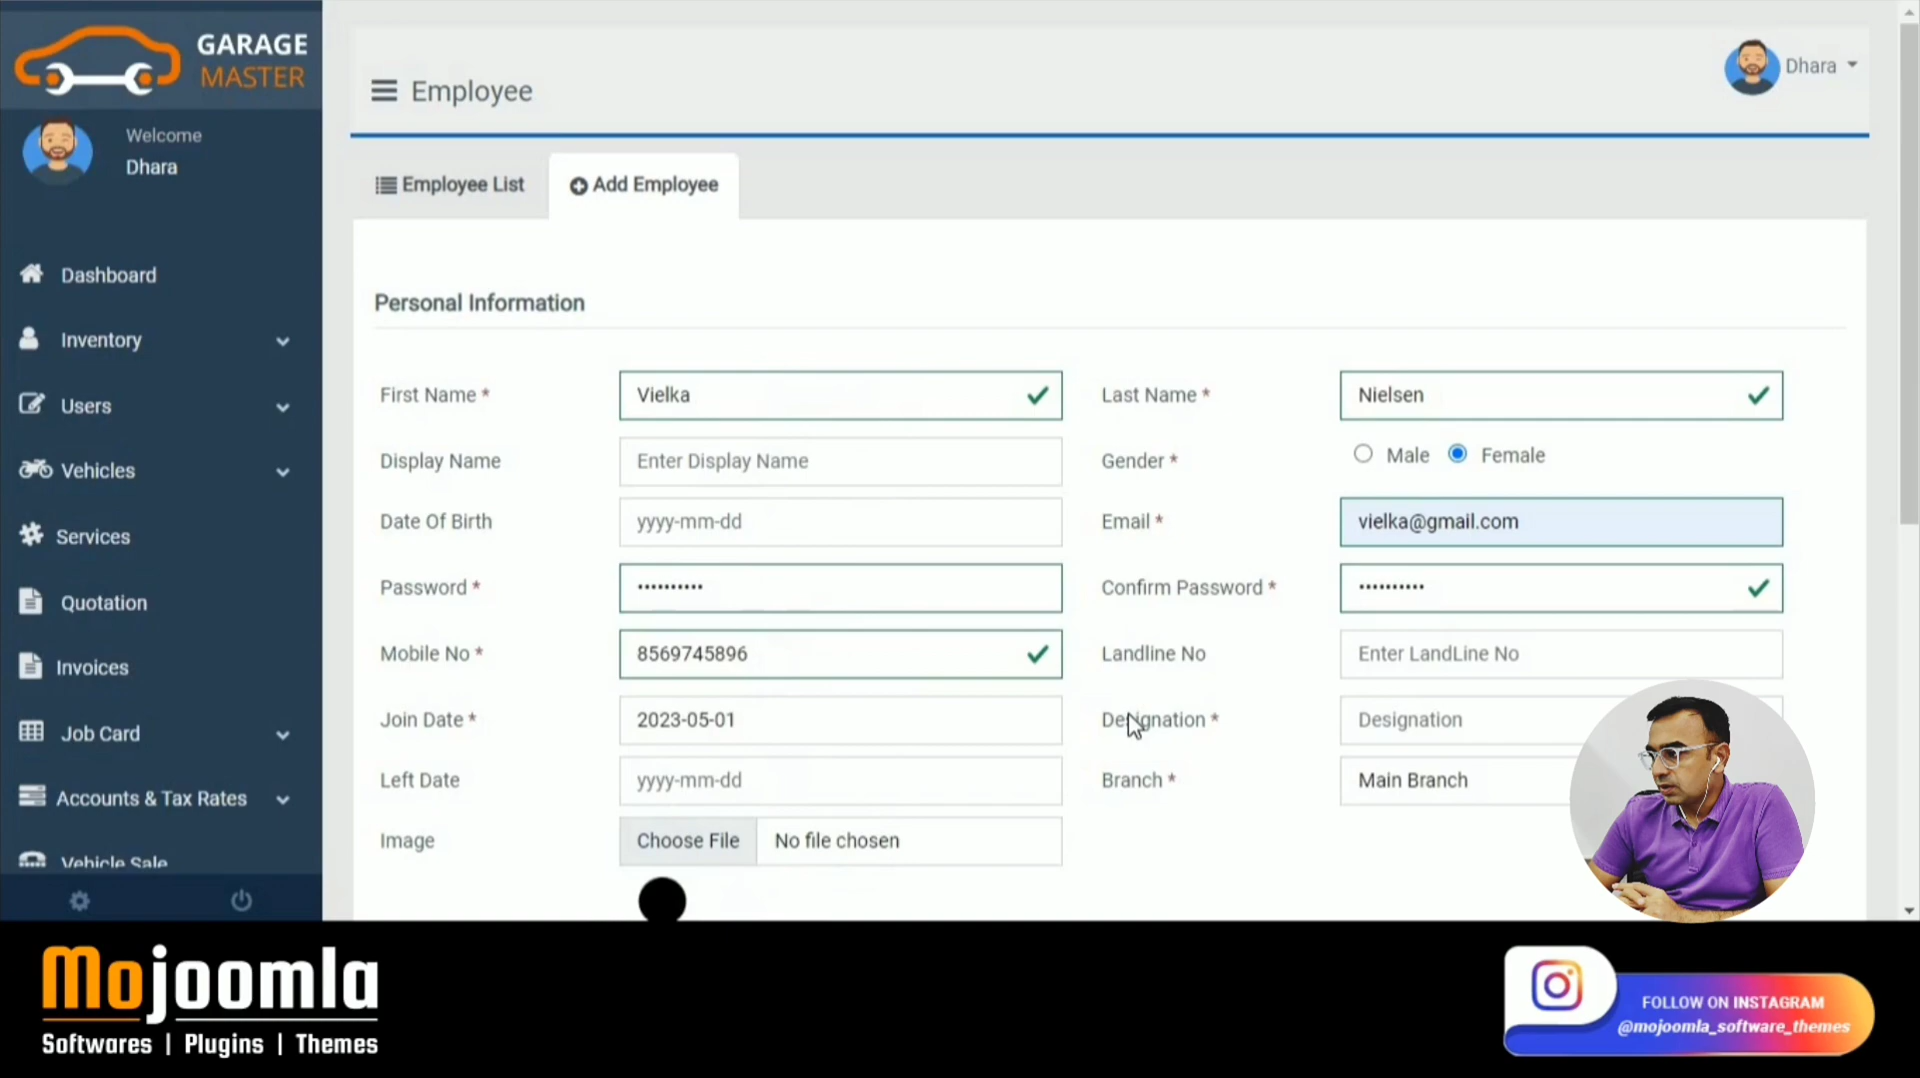 GARAGE
MASTER
Welcome
Dhara
Dashboard
Inventory
Users
Vehicles
Services
Quotation
Invoices
Job Card
Accounts & Tax Rates
Vehicle Sale
Employee
Dhara
Employee List
Add Employee
Personal Information
First Name *
Vielka
Last Name *
Nielsen
Display Name
Enter Display Name
Gender *
Male
Female
Date Of Birth
yyyy-mm-dd
Email *
vielka@gmail.com
Password *
••••••••••
Confirm Password *
••••••••••
Mobile No *
8569745896
Landline No
Enter LandLine No
Join Date *
2023-05-01
Designation *
Designation
Left Date
yyyy-mm-dd
Branch *
Main Branch
Image
Choose File
No file chosen
Mojoomla
Softwares | Plugins | Themes
FOLLOW ON INSTAGRAM
@mojoomla_software_themes